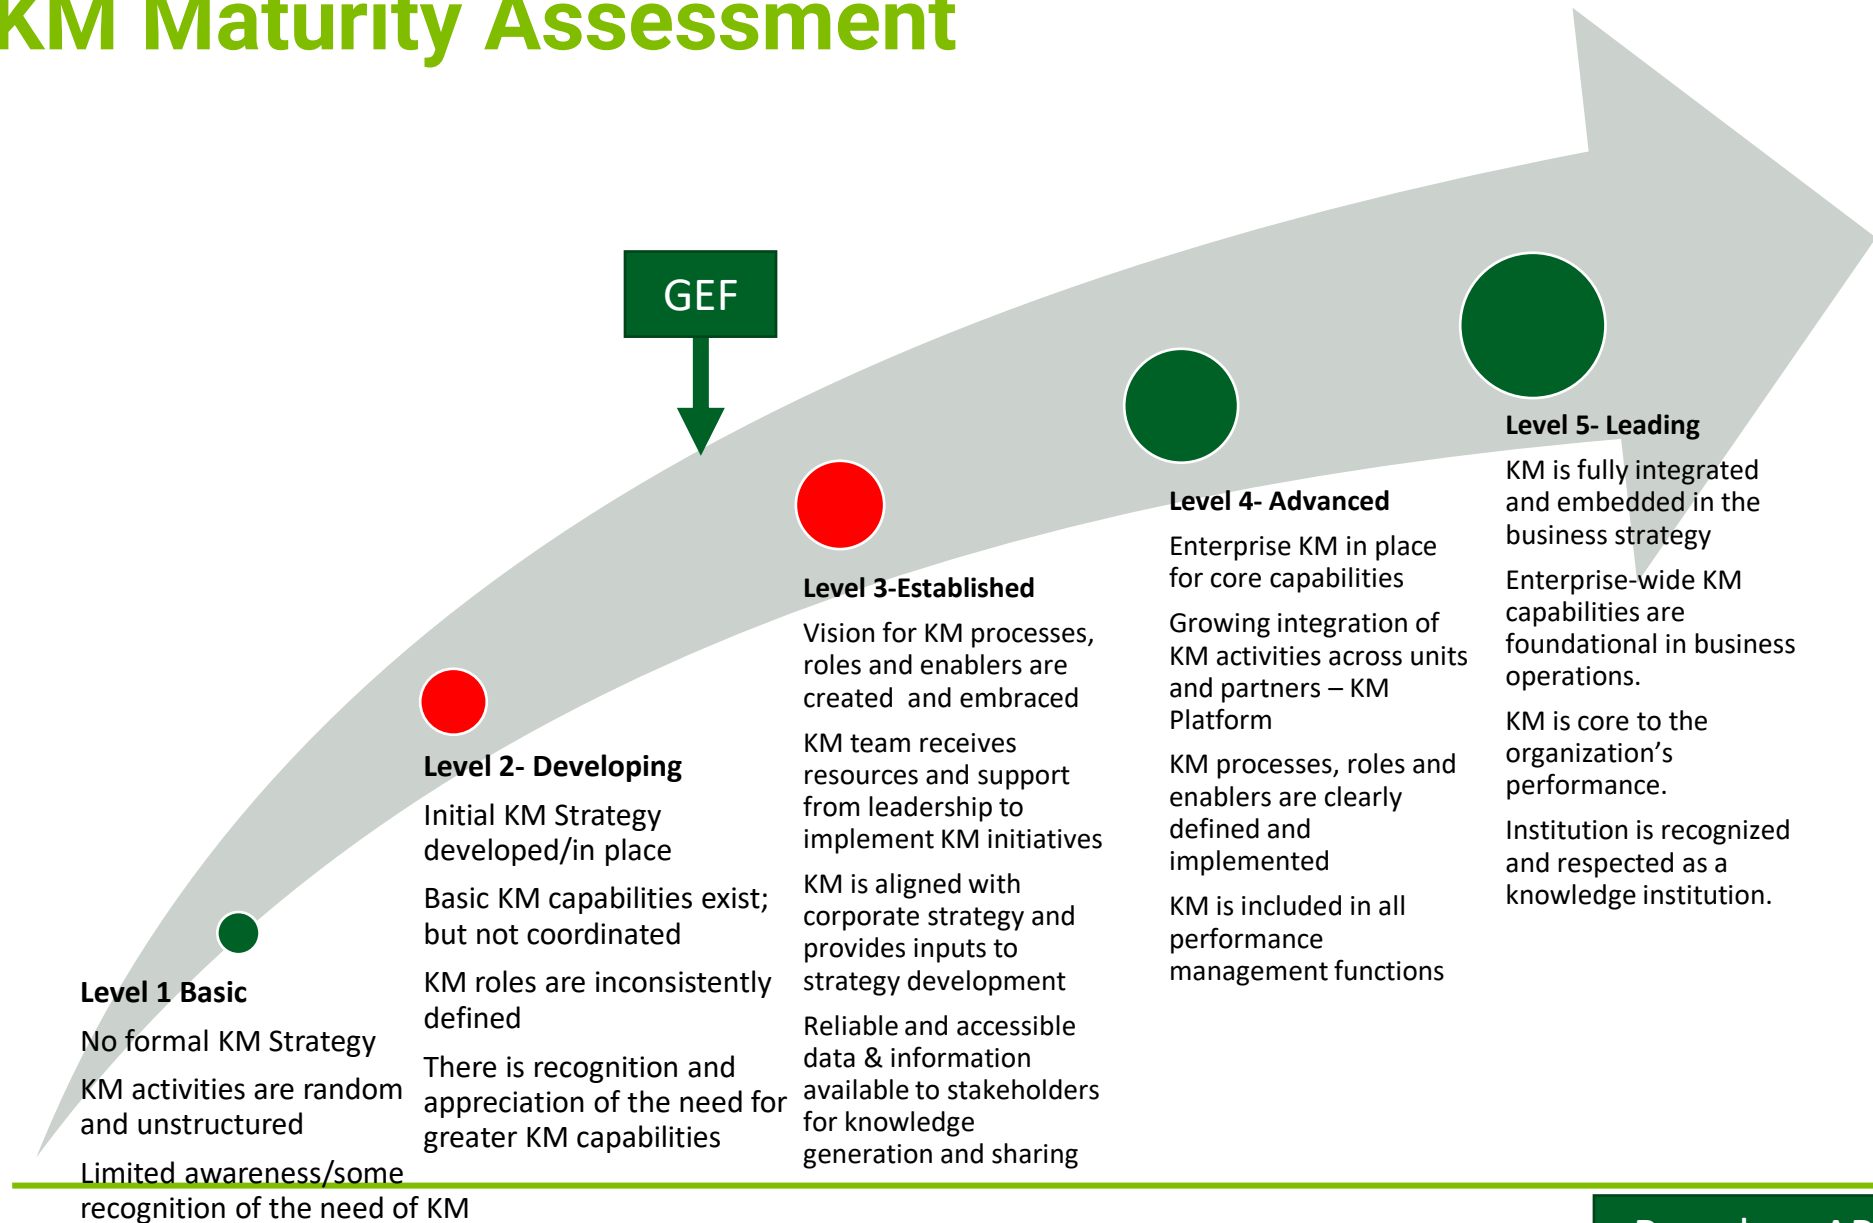 KM Maturity Assessment
GEF
Level 1 Basic
No formal KM Strategy
KM activities are random
and unstructured
Limited awareness/some
recognition of the need of KM
Level 2- Developing
Initial KM Strategy
developed/in place
Basic KM capabilities exist;
but not coordinated
KM roles are inconsistently
defined
There is recognition and
appreciation of the need for
greater KM capabilities
Level 3-Established
Vision for KM processes,
roles and enablers are
created and embraced
KM team receives
resources and support
from leadership to
implement KM initiatives
KM is aligned with
corporate strategy and
provides inputs to
strategy development
Reliable and accessible
data & information
available to stakeholders
for knowledge
generation and sharing
Level 4- Advanced
Enterprise KM in place
for core capabilities
Growing integration of
KM activities across units
and partners – KM
Platform
KM processes, roles and
enablers are clearly
defined and
implemented
KM is included in all
performance
management functions
Level 5- Leading
KM is fully integrated
and embedded in the
business strategy
Enterprise-wide KM
capabilities are
foundational in business
operations.
KM is core to the
organization’s
performance.
Institution is recognized
and respected as a
knowledge institution.